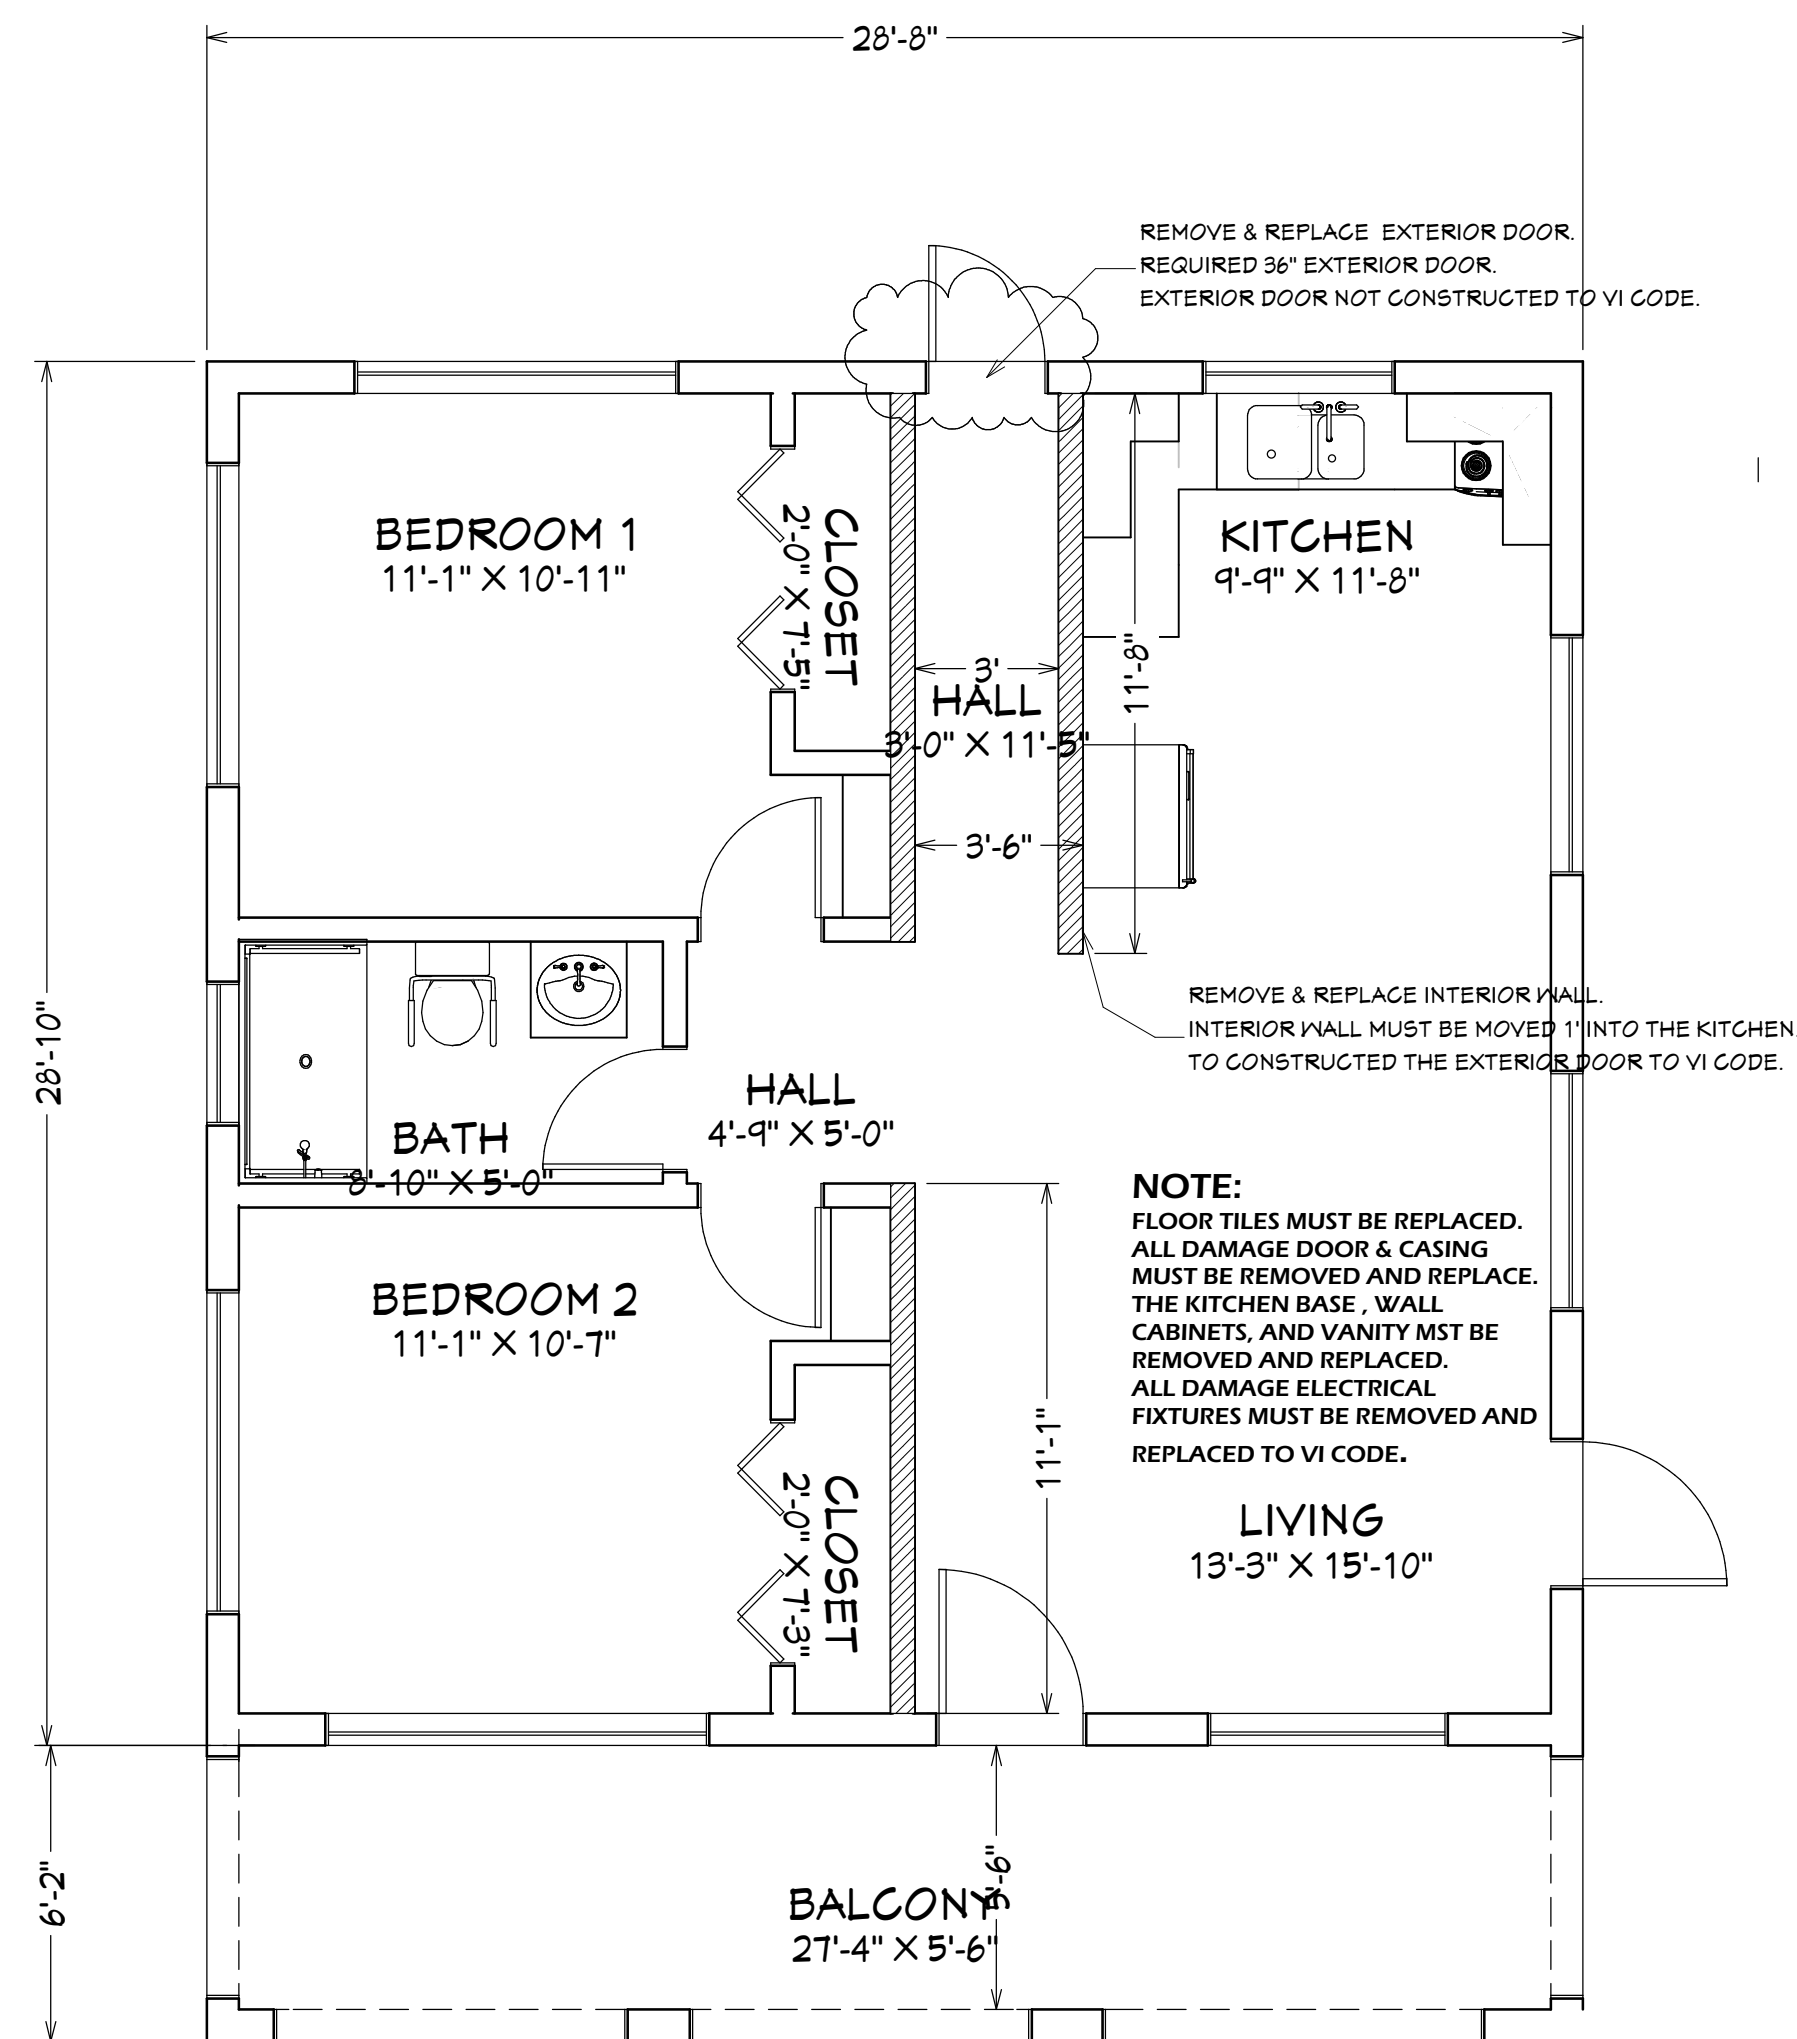 28'-8"
REMOVE & REPLACE EXTERIOR DOOR.
REQUIRED 36" EXTERIOR DOOR.
EXTERIOR DOOR NOT CONSTRUCTED TO VI CODE.
BEDROOM 1
11'-1" X 10'-11"
CLOSET
2'-0" X 7'-5"
KITCHEN
9'-9" X 11'-8"
11'-8"
3'
HALL
3'-0" X 11'-5"
3'-6"
28'-10"
REMOVE & REPLACE INTERIOR WALL.
INTERIOR WALL MUST BE MOVED 1' INTO THE KITCHEN
TO CONSTRUCTED THE EXTERIOR DOOR TO VI CODE.
HALL
4'-9" X 5'-0"
BATH
8'-10" X 5'-0"
NOTE:
FLOOR TILES MUST BE REPLACED.
ALL DAMAGE DOOR & CASING
MUST BE REMOVED AND REPLACE.
THE KITCHEN BASE , WALL
CABINETS, AND VANITY MST BE
REMOVED AND REPLACED.
ALL DAMAGE ELECTRICAL
FIXTURES MUST BE REMOVED AND
REPLACED TO VI CODE.
BEDROOM 2
11'-1" X 10'-7"
11'-1"
CLOSET
2'-0" X 7'-3"
LIVING
13'-3" X 15'-10"
6'-2"
5'-6"
BALCONY
27'-4" X 5'-6"